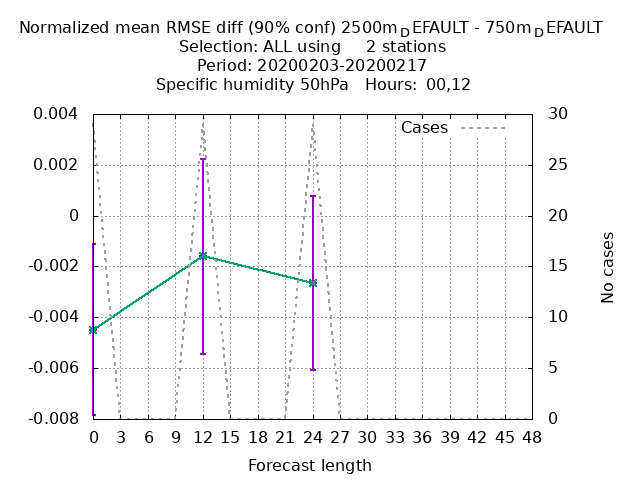 Normalized mean RMSE diff (90% conf) 2500m_DEFAULT - 750m_DEFAULT
Selection: ALL using     2 stations
Period: 20200203-20200217
Specific humidity 50hPa   Hours: 00,12
Cases
0.004
0.002
0
-0.002
-0.004
-0.006
-0.008
30
25
20
15
10
5
0
No cases
0 3 6 9 12 15 18 21 24 27 30 33 36 39 42 45 48
Forecast length